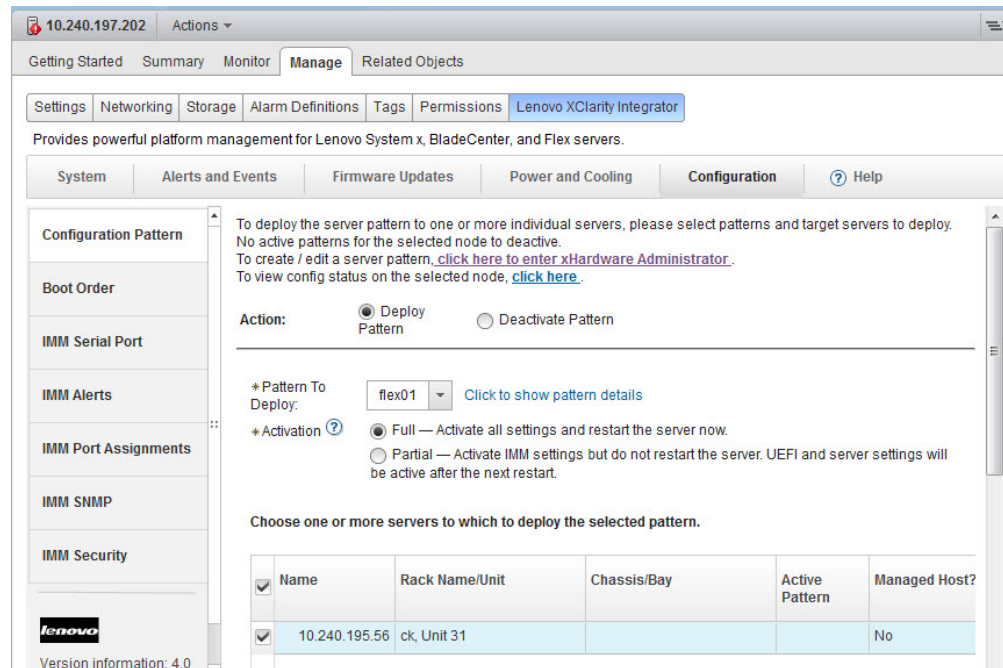 10.240.197.202 Actions
Getting Started Summary Monitor Manage Related Objects
Settings Networking Storage Alarm Definitions Tags Permissions Lenovo XClarity Integrator
Provides powerful platform management for Lenovo System x, BladeCenter, and Flex servers.
System Alerts and Events Firmware Updates Power and Cooling Configuration ? Help
Configuration Pattern
Boot Order
IMM Serial Port
IMM Alerts
IMM Port Assignments
IMM SNMP
IMM Security
lenovo
Version information: 4.0
To deploy the server pattern to one or more individual servers, please select patterns and target servers to deploy.
No active patterns for the selected node to deactive.
To create / edit a server pattern, click here to enter xHardware Administrator .
To view config status on the selected node, click here .
Action: Deploy Pattern Deactivate Pattern
*Pattern To Deploy: flex01 Click to show pattern details
*Activation ? Full — Activate all settings and restart the server now.
Partial — Activate IMM settings but do not restart the server. UEFI and server settings will
be active after the next restart.
Choose one or more servers to which to deploy the selected pattern.
Name Rack Name/Unit Chassis/Bay Active Pattern Managed Host?
10.240.195.56 ck, Unit 31 No